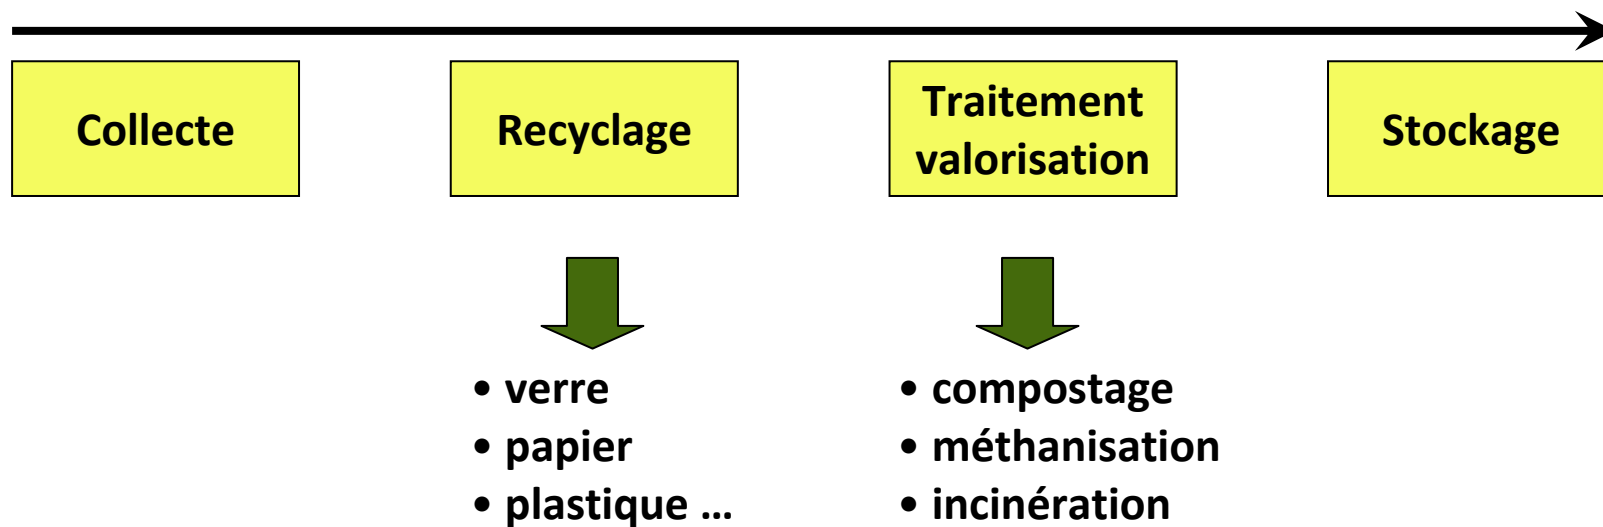 Collecte
Recyclage
Traitement
valorisation
Stockage
• verre
• papier
• plastique ...
• compostage
• méthanisation
• incinération